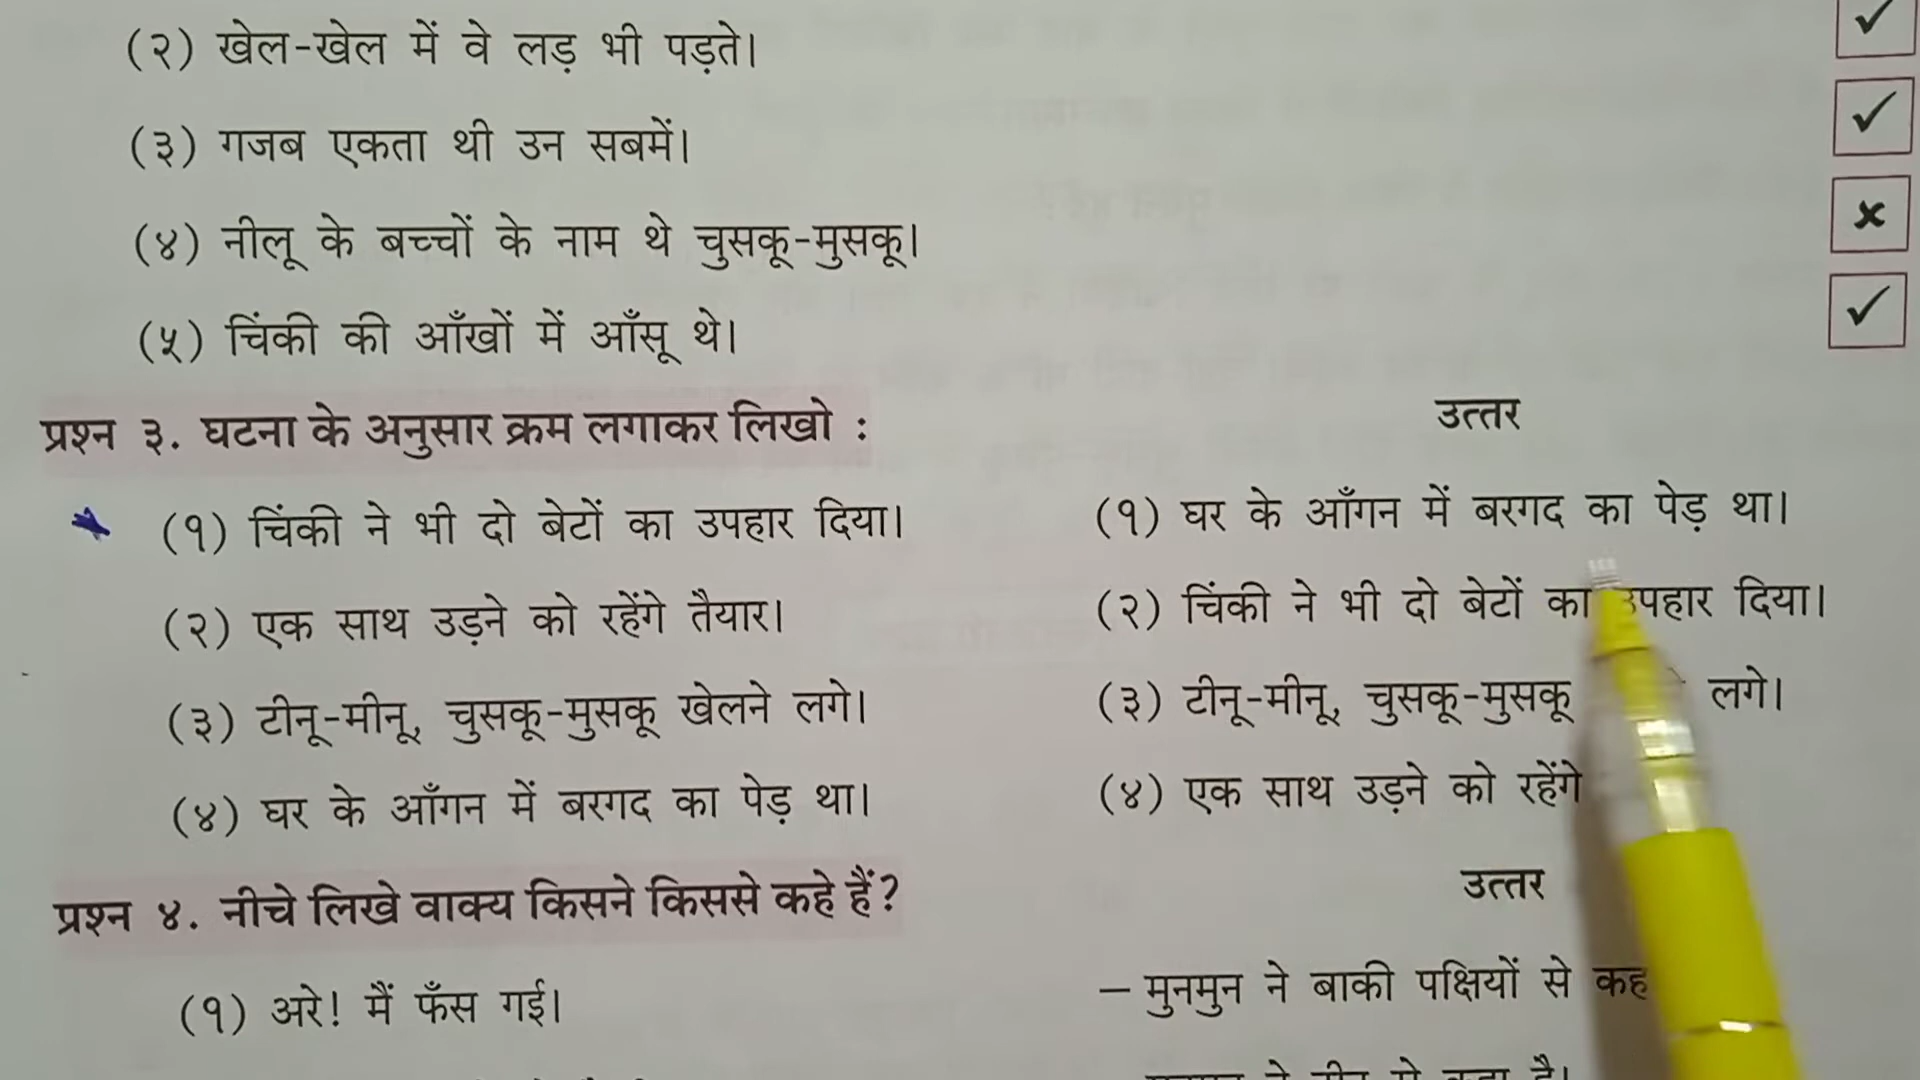 (२) खेल-खेल में वे लड़ भी पड़ते। ✓
(३) गजब एकता थी उन सबमें। ✓
(४) नीलू के बच्चों के नाम थे चुसकू-मुसकू। ×
(५) चिंकी की आँखों में आँसू थे। ✓
प्रश्न ३. घटना के अनुसार क्रम लगाकर लिखो : उत्तर
(१) चिंकी ने भी दो बेटों का उपहार दिया। (१) घर के आँगन में बरगद का पेड़ था।
(२) एक साथ उड़ने को रहेंगे तैयार। (२) चिंकी ने भी दो बेटों का उपहार दिया।
(३) टीनू-मीनू, चुसकू-मुसकू खेलने लगे। (३) टीनू-मीनू, चुसकू-मुसकू लगे।
(४) घर के आँगन में बरगद का पेड़ था। (४) एक साथ उड़ने को रहेंगे
प्रश्न ४. नीचे लिखे वाक्य किसने किससे कहे हैं? उत्तर
(१) अरे! मैं फँस गई। – मुनमुन ने बाकी पक्षियों से कह